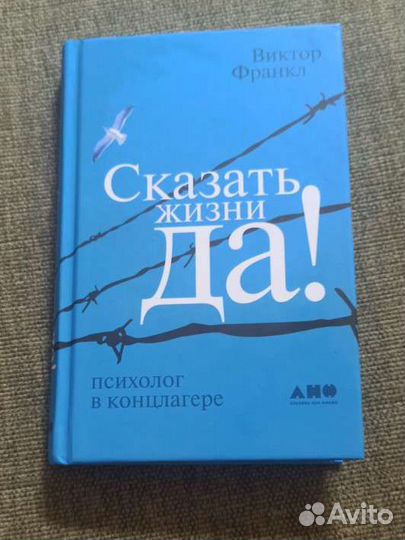 Виктор
Франкл
Сказать
жизни
Да!
психолог
в концлагере
АНФ
Avito